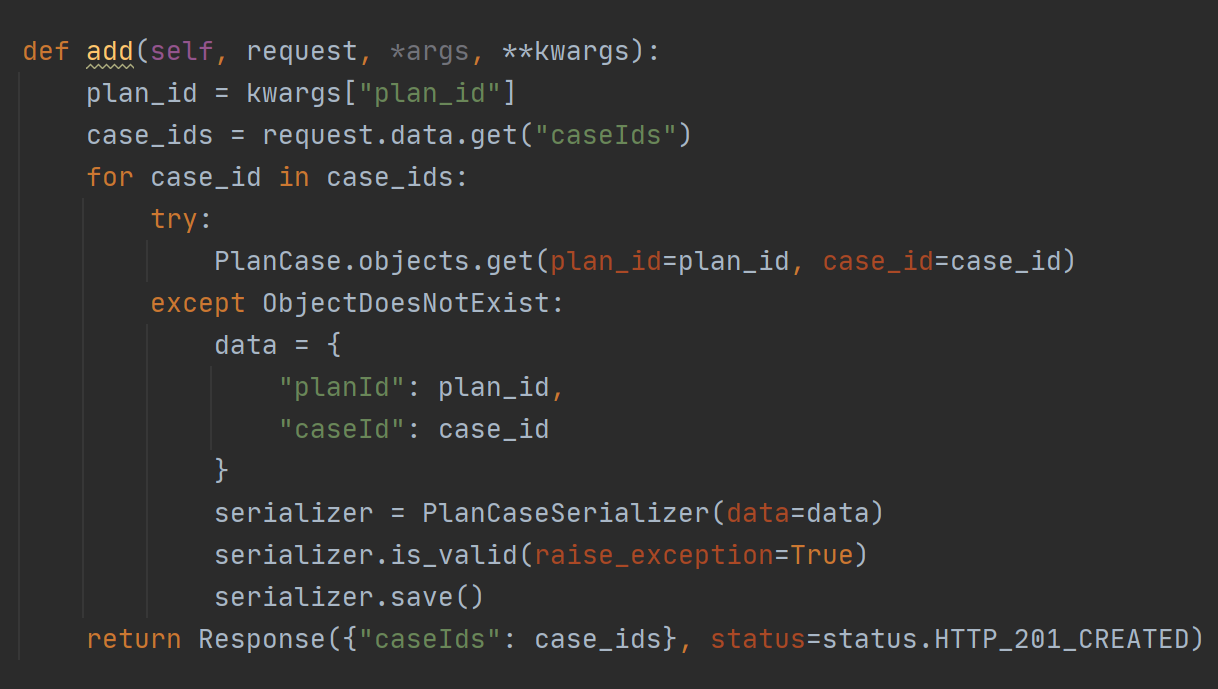 def add(self, request, *args, **kwargs):
    plan_id = kwargs["plan_id"]
    case_ids = request.data.get("caseIds")
    for case_id in case_ids:
        try:
            PlanCase.objects.get(plan_id=plan_id, case_id=case_id)
        except ObjectDoesNotExist:
            data = {
                "planId": plan_id,
                "caseId": case_id
            }
            serializer = PlanCaseSerializer(data=data)
            serializer.is_valid(raise_exception=True)
            serializer.save()
    return Response({"caseIds": case_ids}, status=status.HTTP_201_CREATED)